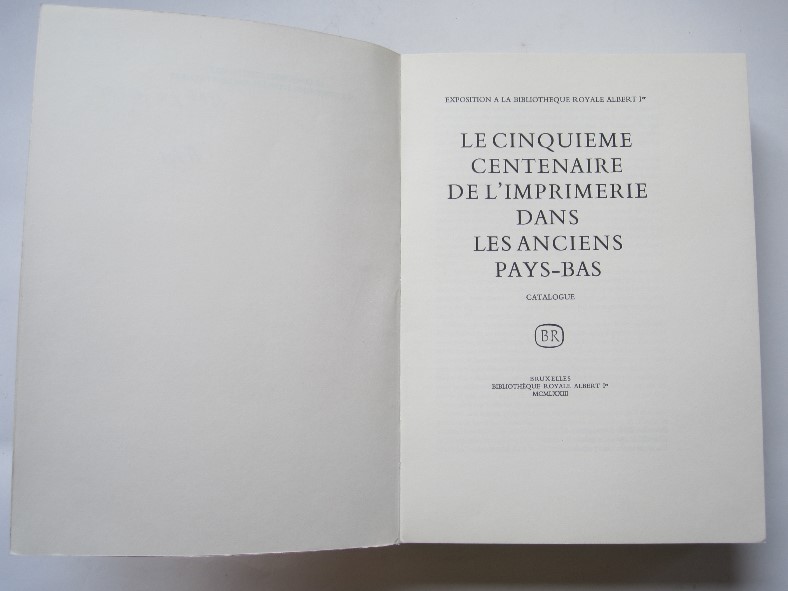 EXPOSITION A LA BIBLIOTHEQUE ROYALE ALBERT Ier
LE CINQUIEME
CENTENAIRE
DE L'IMPRIMERIE
DANS
LES ANCIENS
PAYS-BAS
CATALOGUE
BR
BRUXELLES
BIBLIOTHÈQUE ROYALE ALBERT Ier
MCMLXXIII